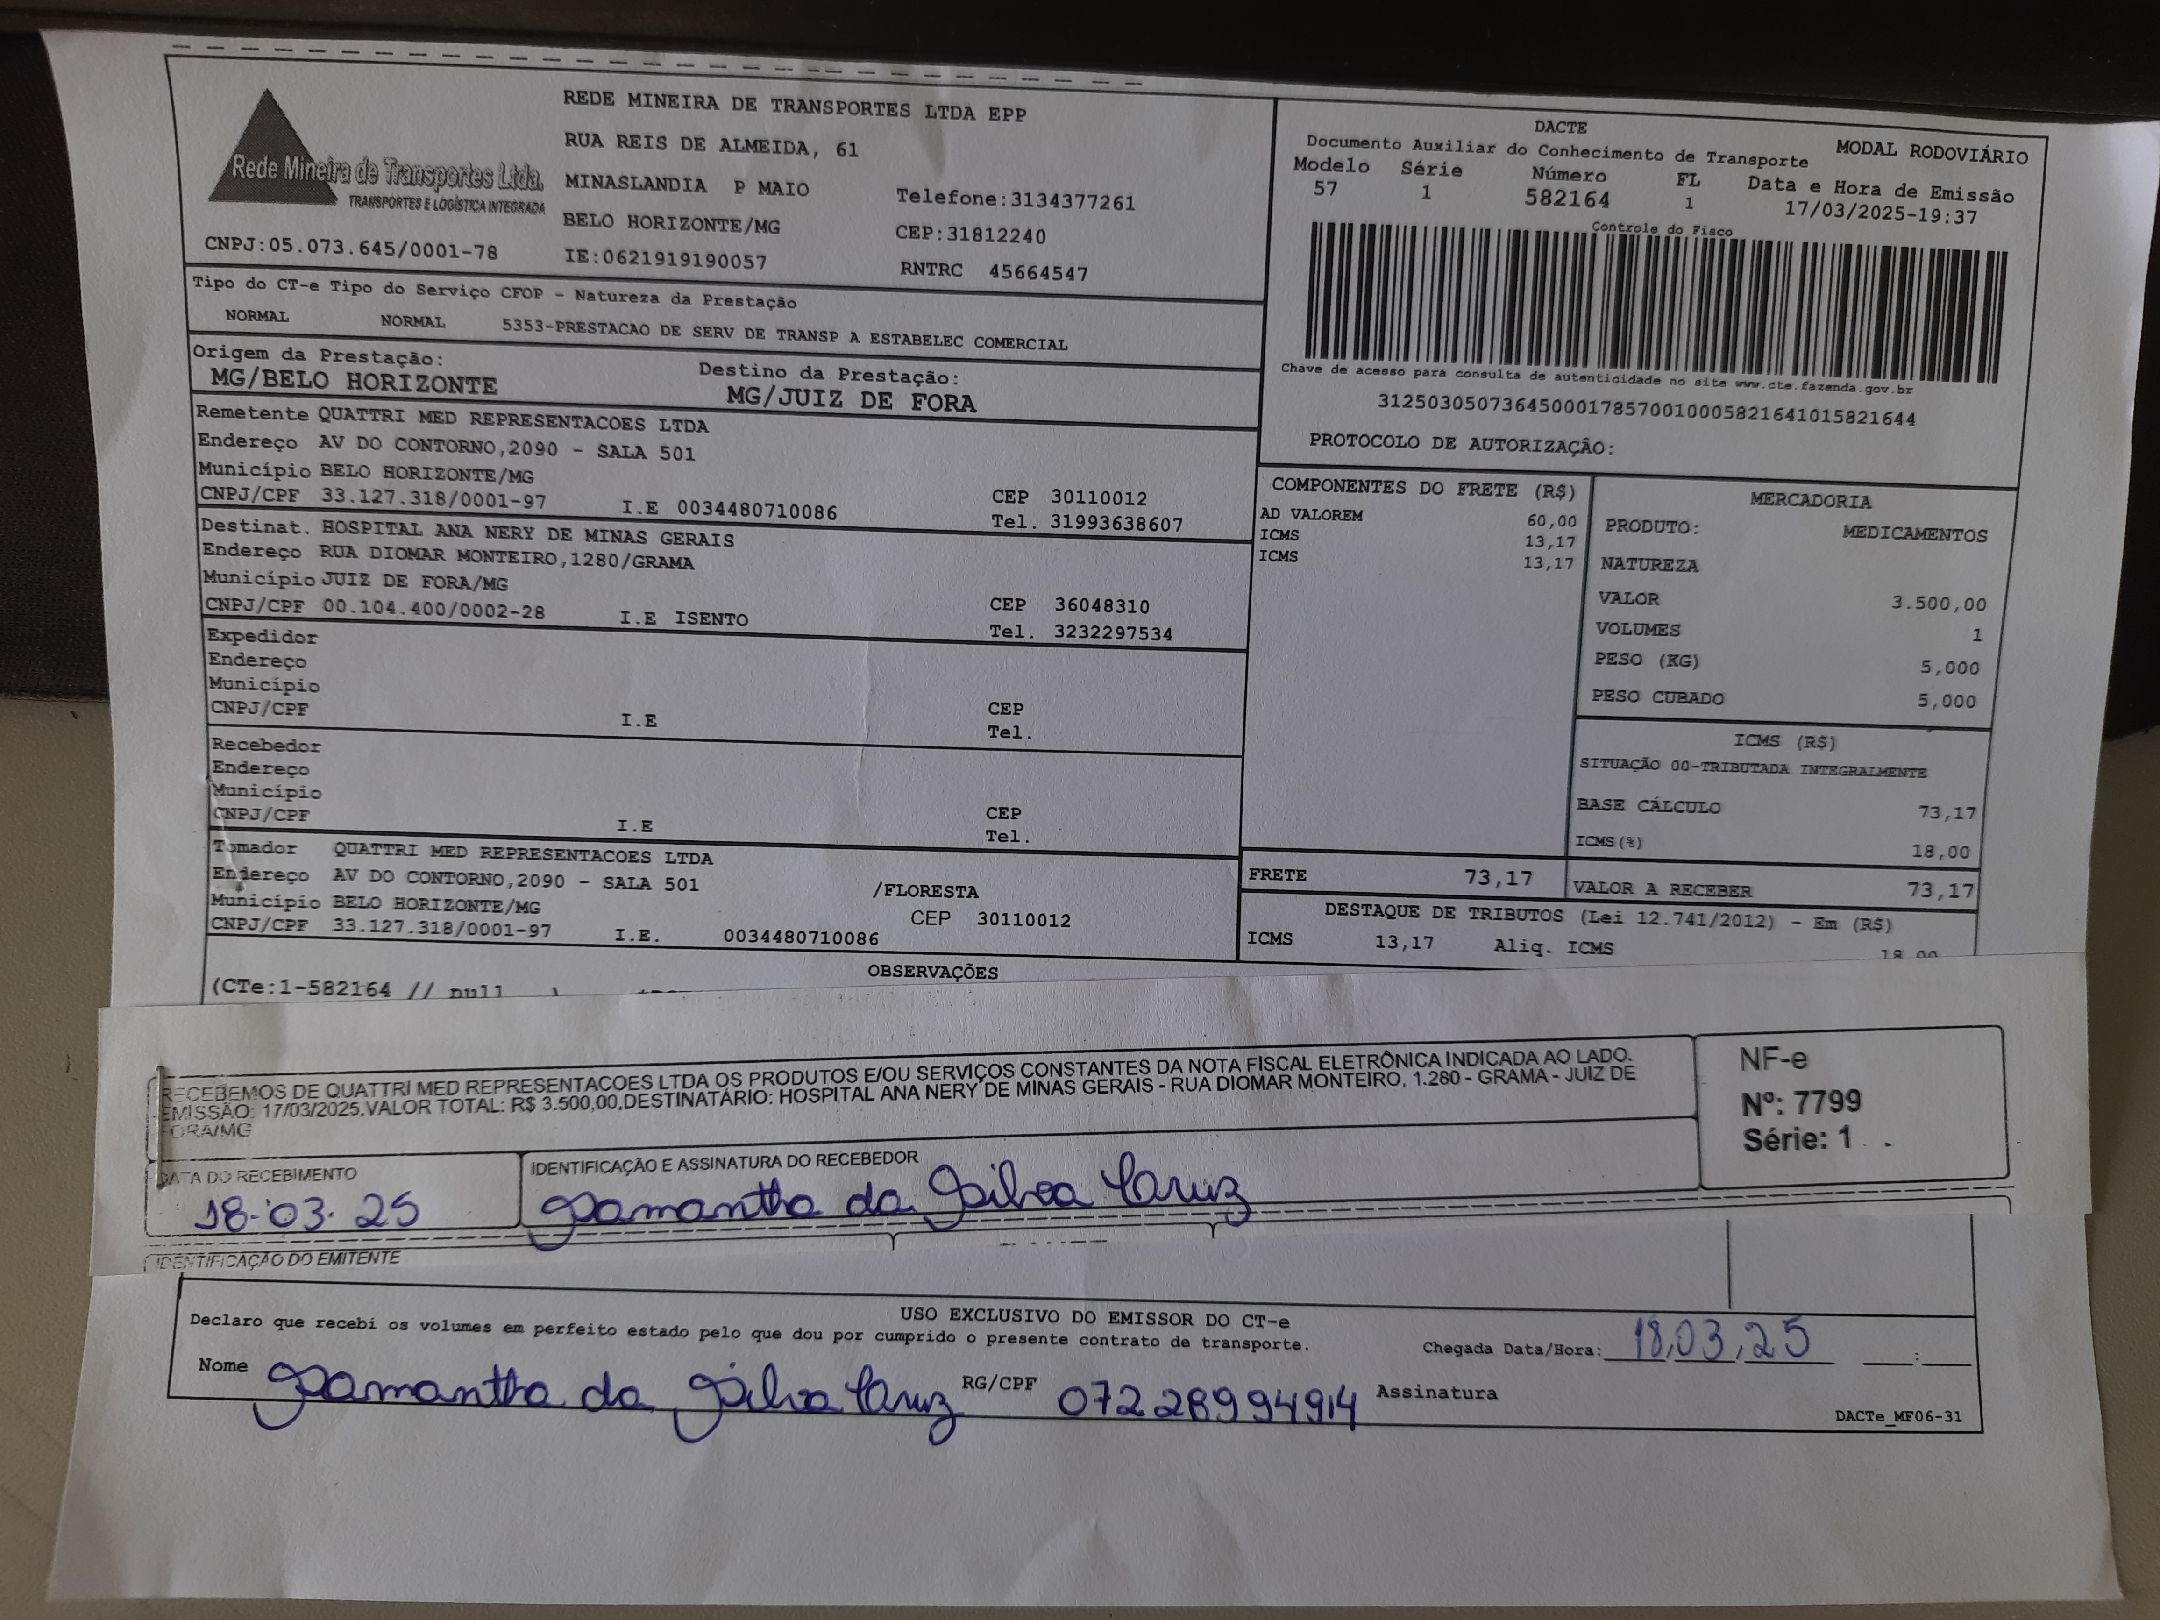 Rede Mineira de Transportes Ltda.
TRANSPORTES E LOGÍSTICA INTEGRADA
CNPJ:05.073.645/0001-78
REDE MINEIRA DE TRANSPORTES LTDA EPP
RUA REIS DE ALMEIDA, 61
MINASLANDIA P MAIO Telefone:3134377261
BELO HORIZONTE/MG CEP:31812240
IE:0621919190057 RNTRC 45664547
DACTE
Documento Auxiliar do Conhecimento de Transporte MODAL RODOVIÁRIO
Modelo Série Número FL Data e Hora de Emissão
57 1 582164 1 17/03/2025-19:37
Controle do Fisco
Chave de acesso para consulta de autenticidade no site www.cte.fazenda.gov.br
31250305073645000178570010005821641015821644
PROTOCOLO DE AUTORIZAÇÃO:
Tipo do CT-e Tipo do Serviço CFOP - Natureza da Prestação
NORMAL NORMAL 5353-PRESTACAO DE SERV DE TRANSP A ESTABELEC COMERCIAL
Origem da Prestação: Destino da Prestação:
MG/BELO HORIZONTE MG/JUIZ DE FORA
Remetente QUATTRI MED REPRESENTACOES LTDA
Endereço AV DO CONTORNO,2090 - SALA 501
Município BELO HORIZONTE/MG CEP 30110012
CNPJ/CPF 33.127.318/0001-97 I.E 0034480710086 Tel. 31993638607
Destinat. HOSPITAL ANA NERY DE MINAS GERAIS
Endereço RUA DIOMAR MONTEIRO,1280/GRAMA
Município JUIZ DE FORA/MG CEP 36048310
CNPJ/CPF 00.104.400/0002-28 I.E ISENTO Tel. 3232297534
Expedidor
Endereço
Município CEP
CNPJ/CPF I.E Tel.
Recebedor
Endereço
Município CEP
CNPJ/CPF I.E Tel.
Tomador QUATTRI MED REPRESENTACOES LTDA
Endereço AV DO CONTORNO,2090 - SALA 501 /FLORESTA
Município BELO HORIZONTE/MG CEP 30110012
CNPJ/CPF 33.127.318/0001-97 I.E. 0034480710086
COMPONENTES DO FRETE (R$)
AD VALOREM 60,00
ICMS 13,17
ICMS 13,17
MERCADORIA
PRODUTO: MEDICAMENTOS
NATUREZA
VALOR 3.500,00
VOLUMES 1
PESO (KG) 5,000
PESO CUBADO 5,000
ICMS (R$)
SITUAÇÃO 00-TRIBUTADA INTEGRALMENTE
BASE CÁLCULO 73,17
ICMS(%) 18,00
FRETE 73,17 VALOR A RECEBER 73,17
DESTAQUE DE TRIBUTOS (Lei 12.741/2012) - Em (R$)
ICMS 13,17 Aliq. ICMS 18,00
OBSERVAÇÕES
(CTe:1-582164 // null )
RECEBEMOS DE QUATTRI MED REPRESENTACOES LTDA OS PRODUTOS E/OU SERVIÇOS CONSTANTES DA NOTA FISCAL ELETRÔNICA INDICADA AO LADO.
EMISSÃO: 17/03/2025.VALOR TOTAL: R$ 3.500,00.DESTINATÁRIO: HOSPITAL ANA NERY DE MINAS GERAIS - RUA DIOMAR MONTEIRO, 1.280 - GRAMA - JUIZ DE
FORA/MG
NF-e
Nº: 7799
Série: 1
DATA DO RECEBIMENTO IDENTIFICAÇÃO E ASSINATURA DO RECEBEDOR
18.03.25 Samantha da Silva Cruz
IDENTIFICAÇÃO DO EMITENTE
USO EXCLUSIVO DO EMISSOR DO CT-e
Declaro que recebi os volumes em perfeito estado pelo que dou por cumprido o presente contrato de transporte. Chegada Data/Hora: 18,03,25 :
Nome Samantha da Silva Cruz RG/CPF 07228994914 Assinatura
DACTe_MF06-31